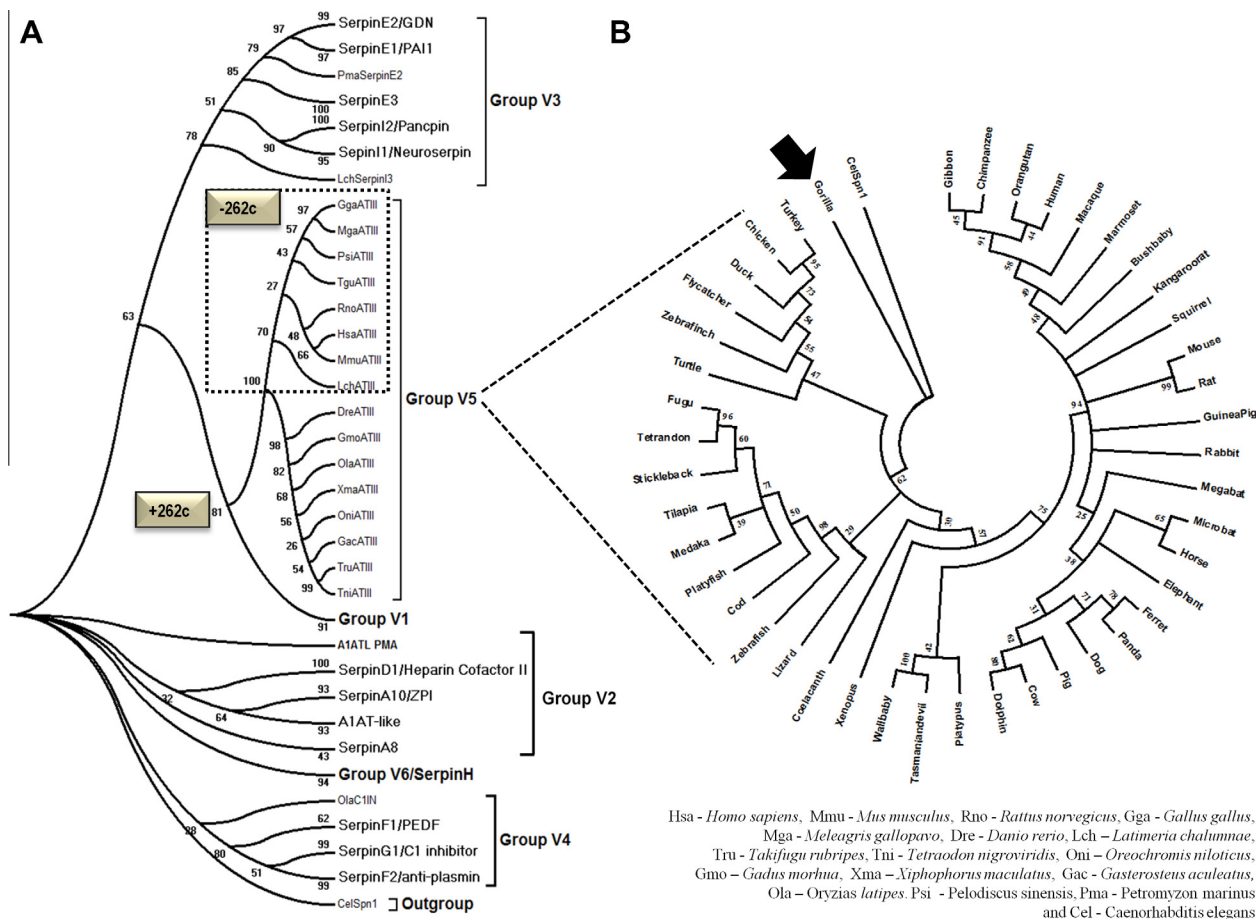 A
99
SerpinE2/GDN
97
SerpinE1/PAI1
97
79
PmaSerpinE2
85
SerpinE3
100
51
100
SerpinI2/Pancpin
90
SepinI1/Neuroserpin
95
78
LchSerpinI3
Group V3
-262c
97
GgaATIII
57
MgaATIII
43
PsiATIII
27
TguATIII
RnoATIII
70
48
HsaATIII
66
MmuATIII
100
LchATIII
Group V5
63
DreATIII
98
GmoATIII
82
OlaATIII
68
XmaATIII
+262c
81
56
OniATIII
26
GacATIII
54
TruATIII
99
TniATIII
Group V1
91
A1ATL PMA
100
SerpinD1/Heparin Cofactor II
32
93
SerpinA10/ZPI
64
A1AT-like
93
SerpinA8
43
Group V2
Group V6/SerpinH
94
OlaC1IN
28
62
SerpinF1/PEDF
80
99
SerpinG1/C1 inhibitor
51
SerpinF2/anti-plasmin
99
Group V4
CelSpn1
Outgroup
B
CelSpn1
Gorilla
Turkey
Chicken
Duck
Flycatcher
Zebrafinch
Turtle
Fugu
Tetrandon
Stickleback
Tilapia
Medaka
Platyfish
Cod
Zebrafish
Lizard
Coelacanth
Xenopus
Wallbaby
Tasmaniandevil
Platypus
Dolphin
Cow
Pig
Dog
Panda
Ferret
Elephant
Horse
Microbat
Megabat
Rabbit
GuineaPig
Rat
Mouse
Squirrel
Kangaroorat
Bushbaby
Marmoset
Macaque
Human
Orangutan
Chimpanzee
Gibbon
95
73
54
55
47
96
60
71
39
50
98
29
62
30
57
75
100
42
80
62
31
71
78
38
65
25
94
99
48
49
58
91
44
45
Hsa - Homo sapiens, Mmu - Mus musculus, Rno - Rattus norvegicus, Gga - Gallus gallus,
Mga - Meleagris gallopavo, Dre - Danio rerio, Lch – Latimeria chalumnae,
Tru - Takifugu rubripes, Tni - Tetraodon nigroviridis, Oni – Oreochromis niloticus,
Gmo – Gadus morhua, Xma – Xiphophorus maculatus, Gac - Gasterosteus aculeatus,
Ola – Oryzias latipes. Psi - Pelodiscus sinensis, Pma - Petromyzon marinus
and Cel - Caenorhabditis elegans